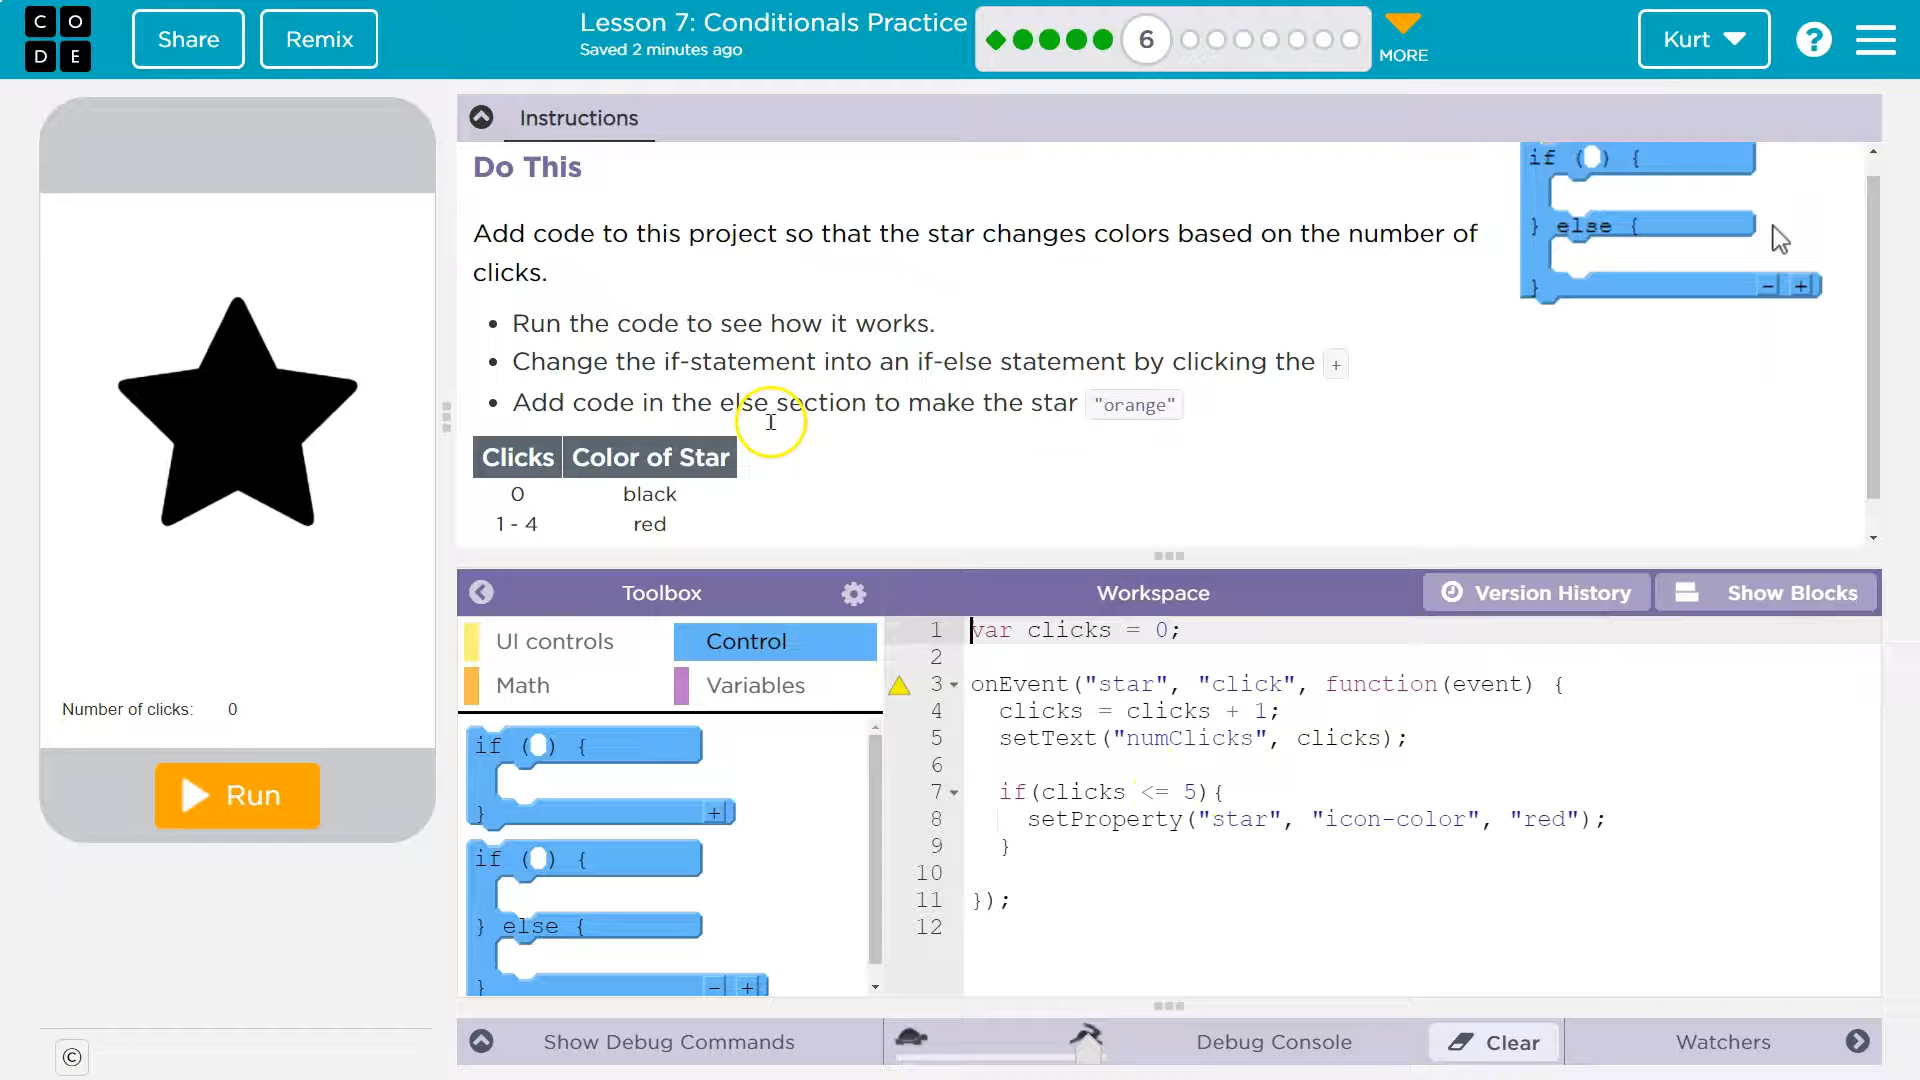 CODE
Share
Remix
Lesson 7: Conditionals Practice
Saved 2 minutes ago
6
MORE
Kurt
?
Instructions
Do This
Add code to this project so that the star changes colors based on the number of
clicks.
• Run the code to see how it works.
• Change the if-statement into an if-else statement by clicking the +
• Add code in the else section to make the star "orange"
Clicks Color of Star
0 black
1 - 4 red
if ( ) {
} else {
} - +
Number of clicks: 0
Run
©
Toolbox
Workspace
Version History
Show Blocks
UI controls
Control
Math
Variables
if ( ) {
} +
if ( ) {
} else {
} - +
1 var clicks = 0;
2
3 onEvent("star", "click", function(event) {
4 clicks = clicks + 1;
5 setText("numClicks", clicks);
6
7 if(clicks <= 5){
8 setProperty("star", "icon-color", "red");
9 }
10
11 });
12
Show Debug Commands
Debug Console
Clear
Watchers